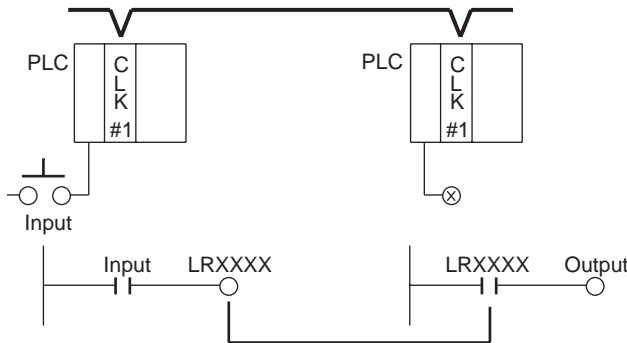 PLC
C
L
K
#1
PLC
C
L
K
#1
Input
Input LRXXXX
LRXXXX Output